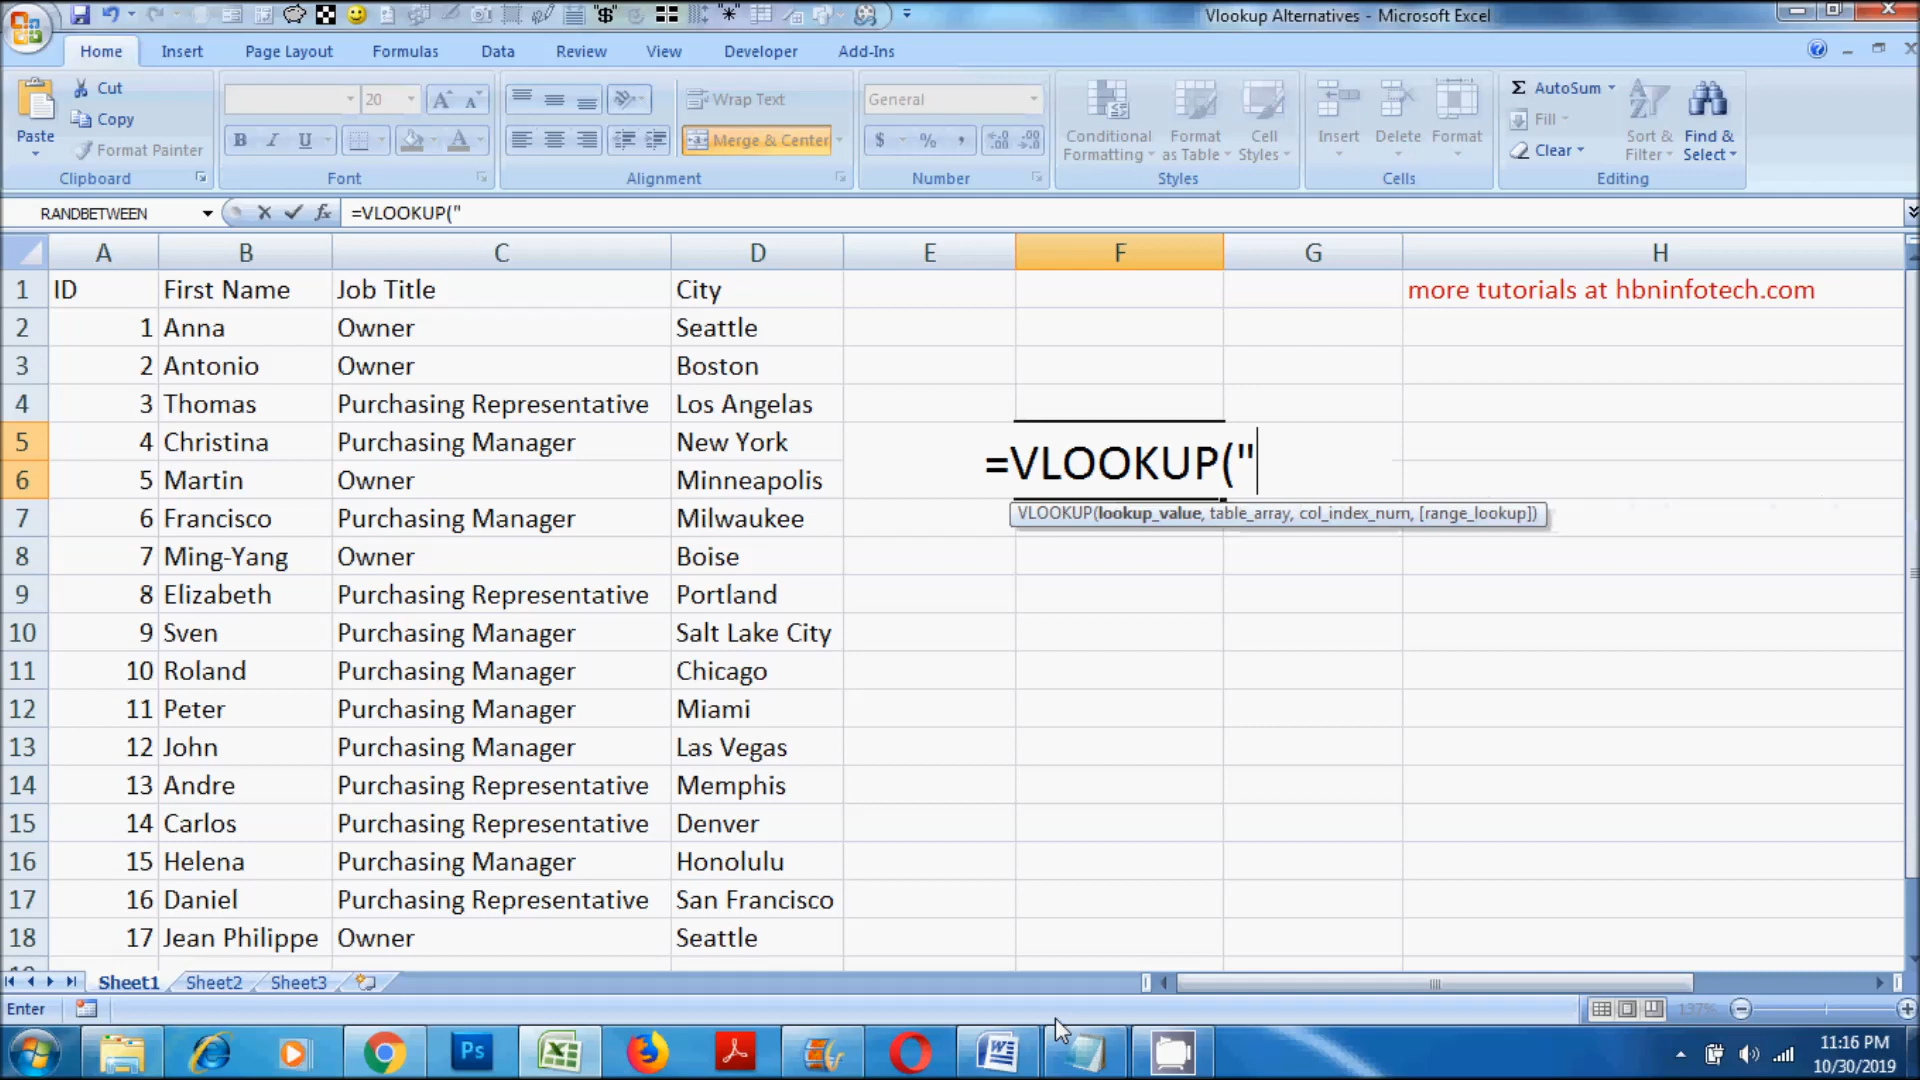 Vlookup Alternatives - Microsoft Excel
Home Insert Page Layout Formulas Data Review View Developer Add-Ins
Paste Cut Copy Format Painter Clipboard
20 B I U Font
Wrap Text Merge & Center Alignment
General $ % , Number
Conditional Formatting Format as Table Cell Styles Styles
Insert Delete Format Cells
Σ AutoSum Fill Clear Sort & Filter Find & Select Editing
RANDBETWEEN fx =VLOOKUP("
A B C D E F G H
1 ID First Name Job Title City more tutorials at hbninfotech.com
2 1 Anna Owner Seattle
3 2 Antonio Owner Boston
4 3 Thomas Purchasing Representative Los Angelas
5 4 Christina Purchasing Manager New York
=VLOOKUP("
6 5 Martin Owner Minneapolis
7 6 Francisco Purchasing Manager Milwaukee VLOOKUP(lookup_value, table_array, col_index_num, [range_lookup])
8 7 Ming-Yang Owner Boise
9 8 Elizabeth Purchasing Representative Portland
10 9 Sven Purchasing Manager Salt Lake City
11 10 Roland Purchasing Manager Chicago
12 11 Peter Purchasing Manager Miami
13 12 John Purchasing Manager Las Vegas
14 13 Andre Purchasing Representative Memphis
15 14 Carlos Purchasing Representative Denver
16 15 Helena Purchasing Manager Honolulu
17 16 Daniel Purchasing Representative San Francisco
18 17 Jean Philippe Owner Seattle
Sheet1 Sheet2 Sheet3
Enter 137%
Ps
11:16 PM
10/30/2019